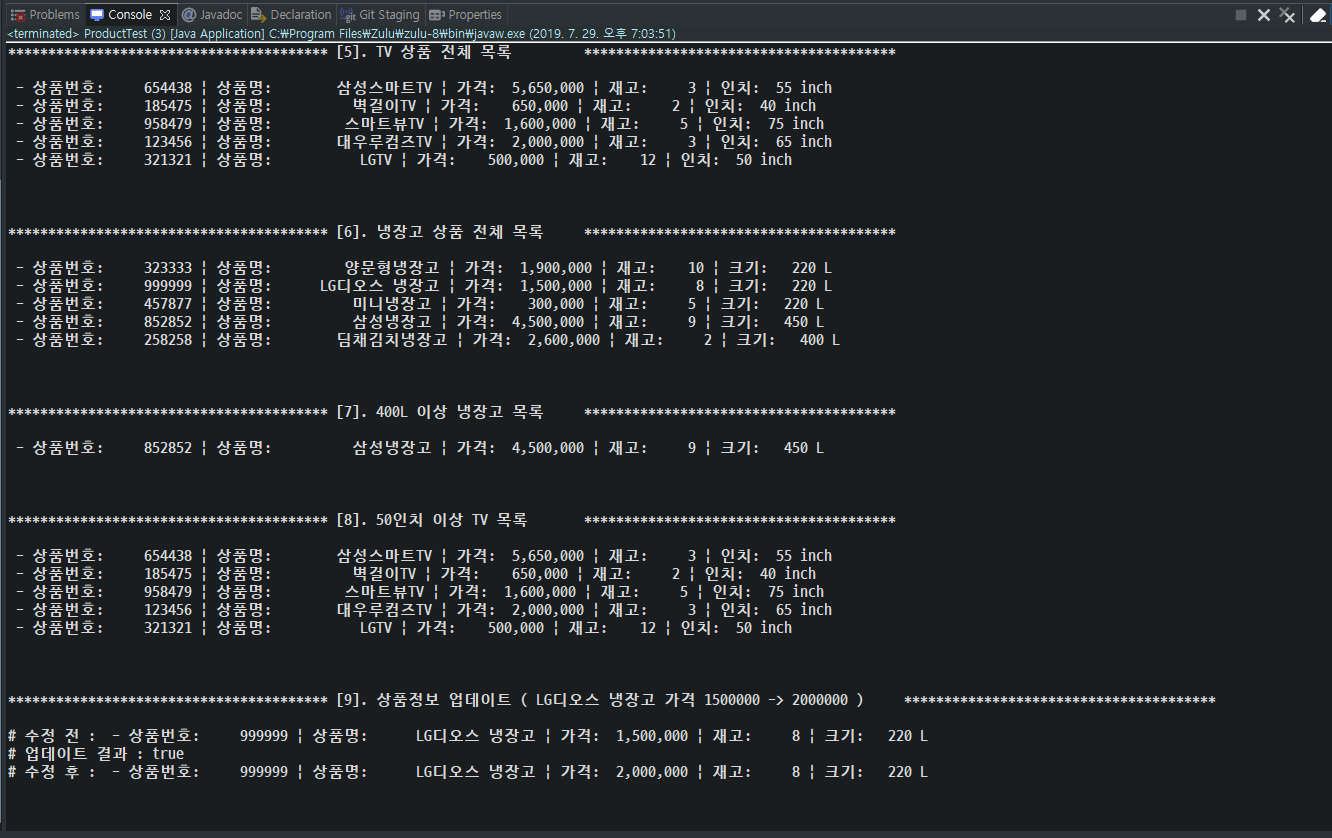 Problems Console Javadoc Declaration Git Staging Properties
<terminated> ProductTest (3) [Java Application] C:₩Program Files₩Zulu₩zulu-8₩bin₩javaw.exe (2019. 7. 29. 오후 7:03:51)
**************************************** [5]. TV 상품 전체 목록 ***************************************
- 상품번호: 654438 ¦ 상품명: 삼성스마트TV ¦ 가격: 5,650,000 ¦ 재고: 3 ¦ 인치: 55 inch
- 상품번호: 185475 ¦ 상품명: 벽걸이TV ¦ 가격: 650,000 ¦ 재고: 2 ¦ 인치: 40 inch
- 상품번호: 958479 ¦ 상품명: 스마트뷰TV ¦ 가격: 1,600,000 ¦ 재고: 5 ¦ 인치: 75 inch
- 상품번호: 123456 ¦ 상품명: 대우루컴즈TV ¦ 가격: 2,000,000 ¦ 재고: 3 ¦ 인치: 65 inch
- 상품번호: 321321 ¦ 상품명: LGTV ¦ 가격: 500,000 ¦ 재고: 12 ¦ 인치: 50 inch
**************************************** [6]. 냉장고 상품 전체 목록 ***************************************
- 상품번호: 323333 ¦ 상품명: 양문형냉장고 ¦ 가격: 1,900,000 ¦ 재고: 10 ¦ 크기: 220 L
- 상품번호: 999999 ¦ 상품명: LG디오스 냉장고 ¦ 가격: 1,500,000 ¦ 재고: 8 ¦ 크기: 220 L
- 상품번호: 457877 ¦ 상품명: 미니냉장고 ¦ 가격: 300,000 ¦ 재고: 5 ¦ 크기: 220 L
- 상품번호: 852852 ¦ 상품명: 삼성냉장고 ¦ 가격: 4,500,000 ¦ 재고: 9 ¦ 크기: 450 L
- 상품번호: 258258 ¦ 상품명: 딤채김치냉장고 ¦ 가격: 2,600,000 ¦ 재고: 2 ¦ 크기: 400 L
**************************************** [7]. 400L 이상 냉장고 목록 ***************************************
- 상품번호: 852852 ¦ 상품명: 삼성냉장고 ¦ 가격: 4,500,000 ¦ 재고: 9 ¦ 크기: 450 L
**************************************** [8]. 50인치 이상 TV 목록 ***************************************
- 상품번호: 654438 ¦ 상품명: 삼성스마트TV ¦ 가격: 5,650,000 ¦ 재고: 3 ¦ 인치: 55 inch
- 상품번호: 185475 ¦ 상품명: 벽걸이TV ¦ 가격: 650,000 ¦ 재고: 2 ¦ 인치: 40 inch
- 상품번호: 958479 ¦ 상품명: 스마트뷰TV ¦ 가격: 1,600,000 ¦ 재고: 5 ¦ 인치: 75 inch
- 상품번호: 123456 ¦ 상품명: 대우루컴즈TV ¦ 가격: 2,000,000 ¦ 재고: 3 ¦ 인치: 65 inch
- 상품번호: 321321 ¦ 상품명: LGTV ¦ 가격: 500,000 ¦ 재고: 12 ¦ 인치: 50 inch
**************************************** [9]. 상품정보 업데이트 ( LG디오스 냉장고 가격 1500000 -> 2000000 ) ***************************************
# 수정 전 : - 상품번호: 999999 ¦ 상품명: LG디오스 냉장고 ¦ 가격: 1,500,000 ¦ 재고: 8 ¦ 크기: 220 L
# 업데이트 결과 : true
# 수정 후 : - 상품번호: 999999 ¦ 상품명: LG디오스 냉장고 ¦ 가격: 2,000,000 ¦ 재고: 8 ¦ 크기: 220 L